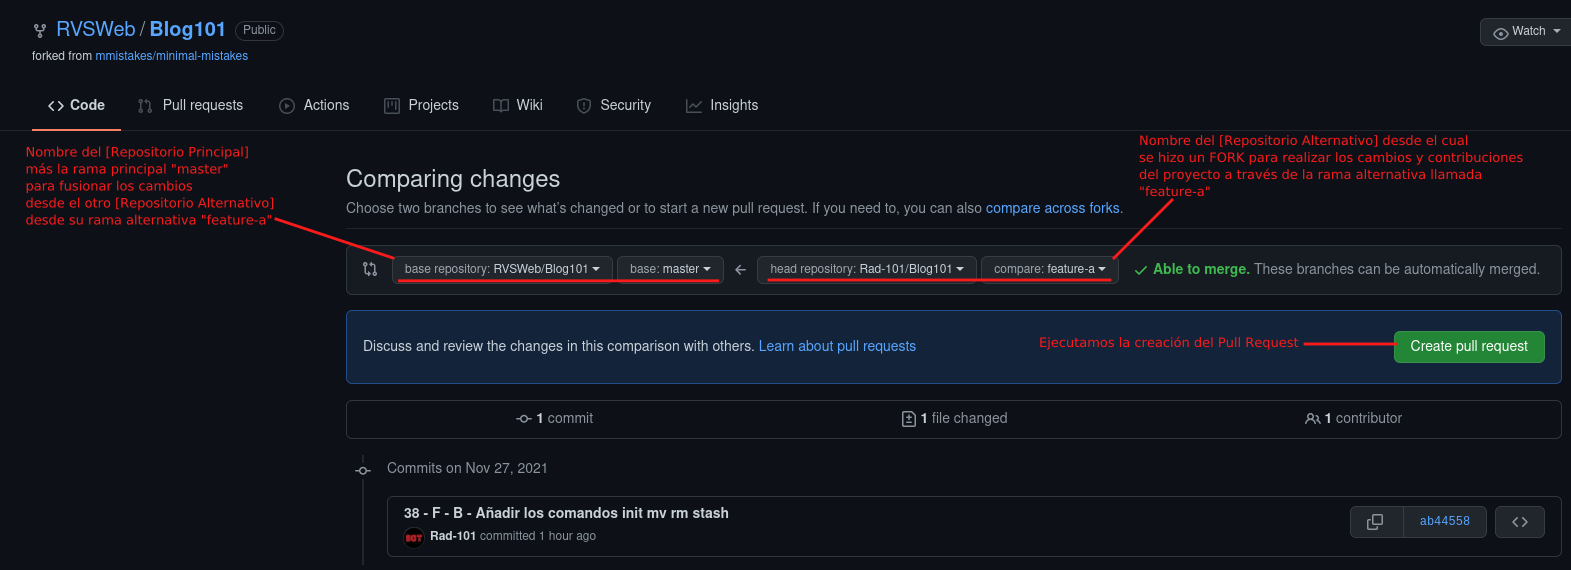 RVSWeb / Blog101 Public
Watch
forked from mmistakes/minimal-mistakes
Code Pull requests Actions Projects Wiki Security Insights
Nombre del [Repositorio Principal]
más la rama principal "master"
para fusionar los cambios
desde el otro [Repositorio Alternativo]
desde su rama alternativa "feature-a"
Nombre del [Repositorio Alternativo] desde el cual
se hizo un FORK para realizar los cambios y contribuciones
del proyecto a través de la rama alternativa llamada
"feature-a"
Comparing changes
Choose two branches to see what's changed or to start a new pull request. If you need to, you can also compare across forks.
base repository: RVSWeb/Blog101 base: master head repository: Rad-101/Blog101 compare: feature-a Able to merge. These branches can be automatically merged.
Discuss and review the changes in this comparison with others. Learn about pull requests
Ejecutamos la creación del Pull Request
Create pull request
1 commit 1 file changed 1 contributor
Commits on Nov 27, 2021
38 - F - B - Añadir los comandos init mv rm stash
SGT Rad-101 committed 1 hour ago
ab44558